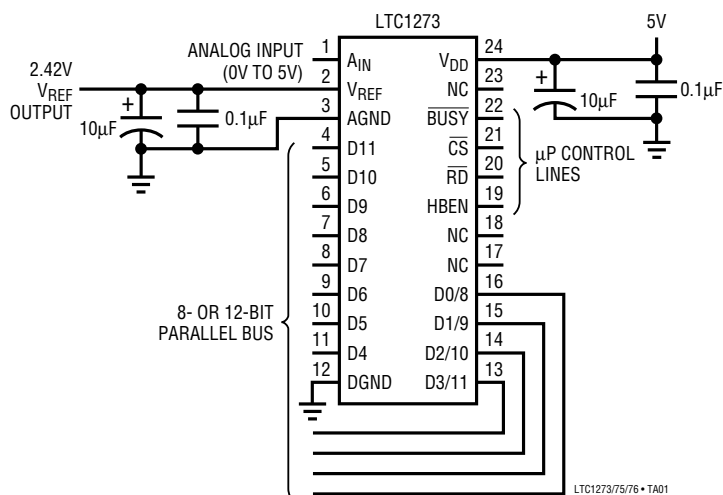 LTC1273
5V
ANALOG INPUT
(0V TO 5V)
2.42V
VREF
OUTPUT
+
10µF
0.1µF
1
AIN
2
VREF
3
AGND
4
D11
5
D10
6
D9
7
D8
8
D7
9
D6
10
D5
11
D4
12
DGND
24
VDD
23
NC
22
BUSY
21
CS
20
RD
19
HBEN
18
NC
17
NC
16
D0/8
15
D1/9
14
D2/10
13
D3/11
+
10µF
0.1µF
µP CONTROL
LINES
8- OR 12-BIT
PARALLEL BUS
LTC1273/75/76 • TA01